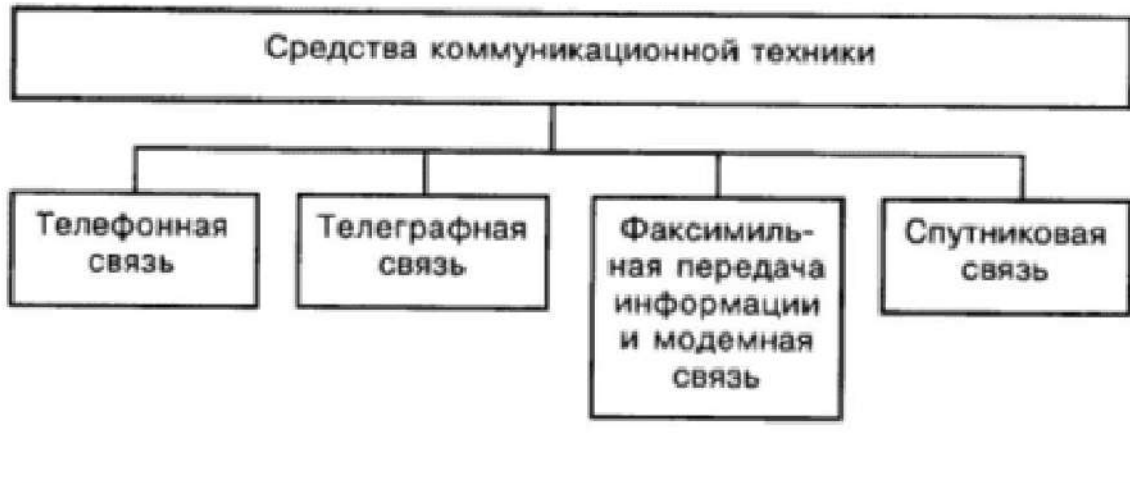 Средства коммуникационной техники
Телефонная
связь
Телеграфная
связь
Факсимиль-
ная передача
информации
и модемная
связь
Спутниковая
связь